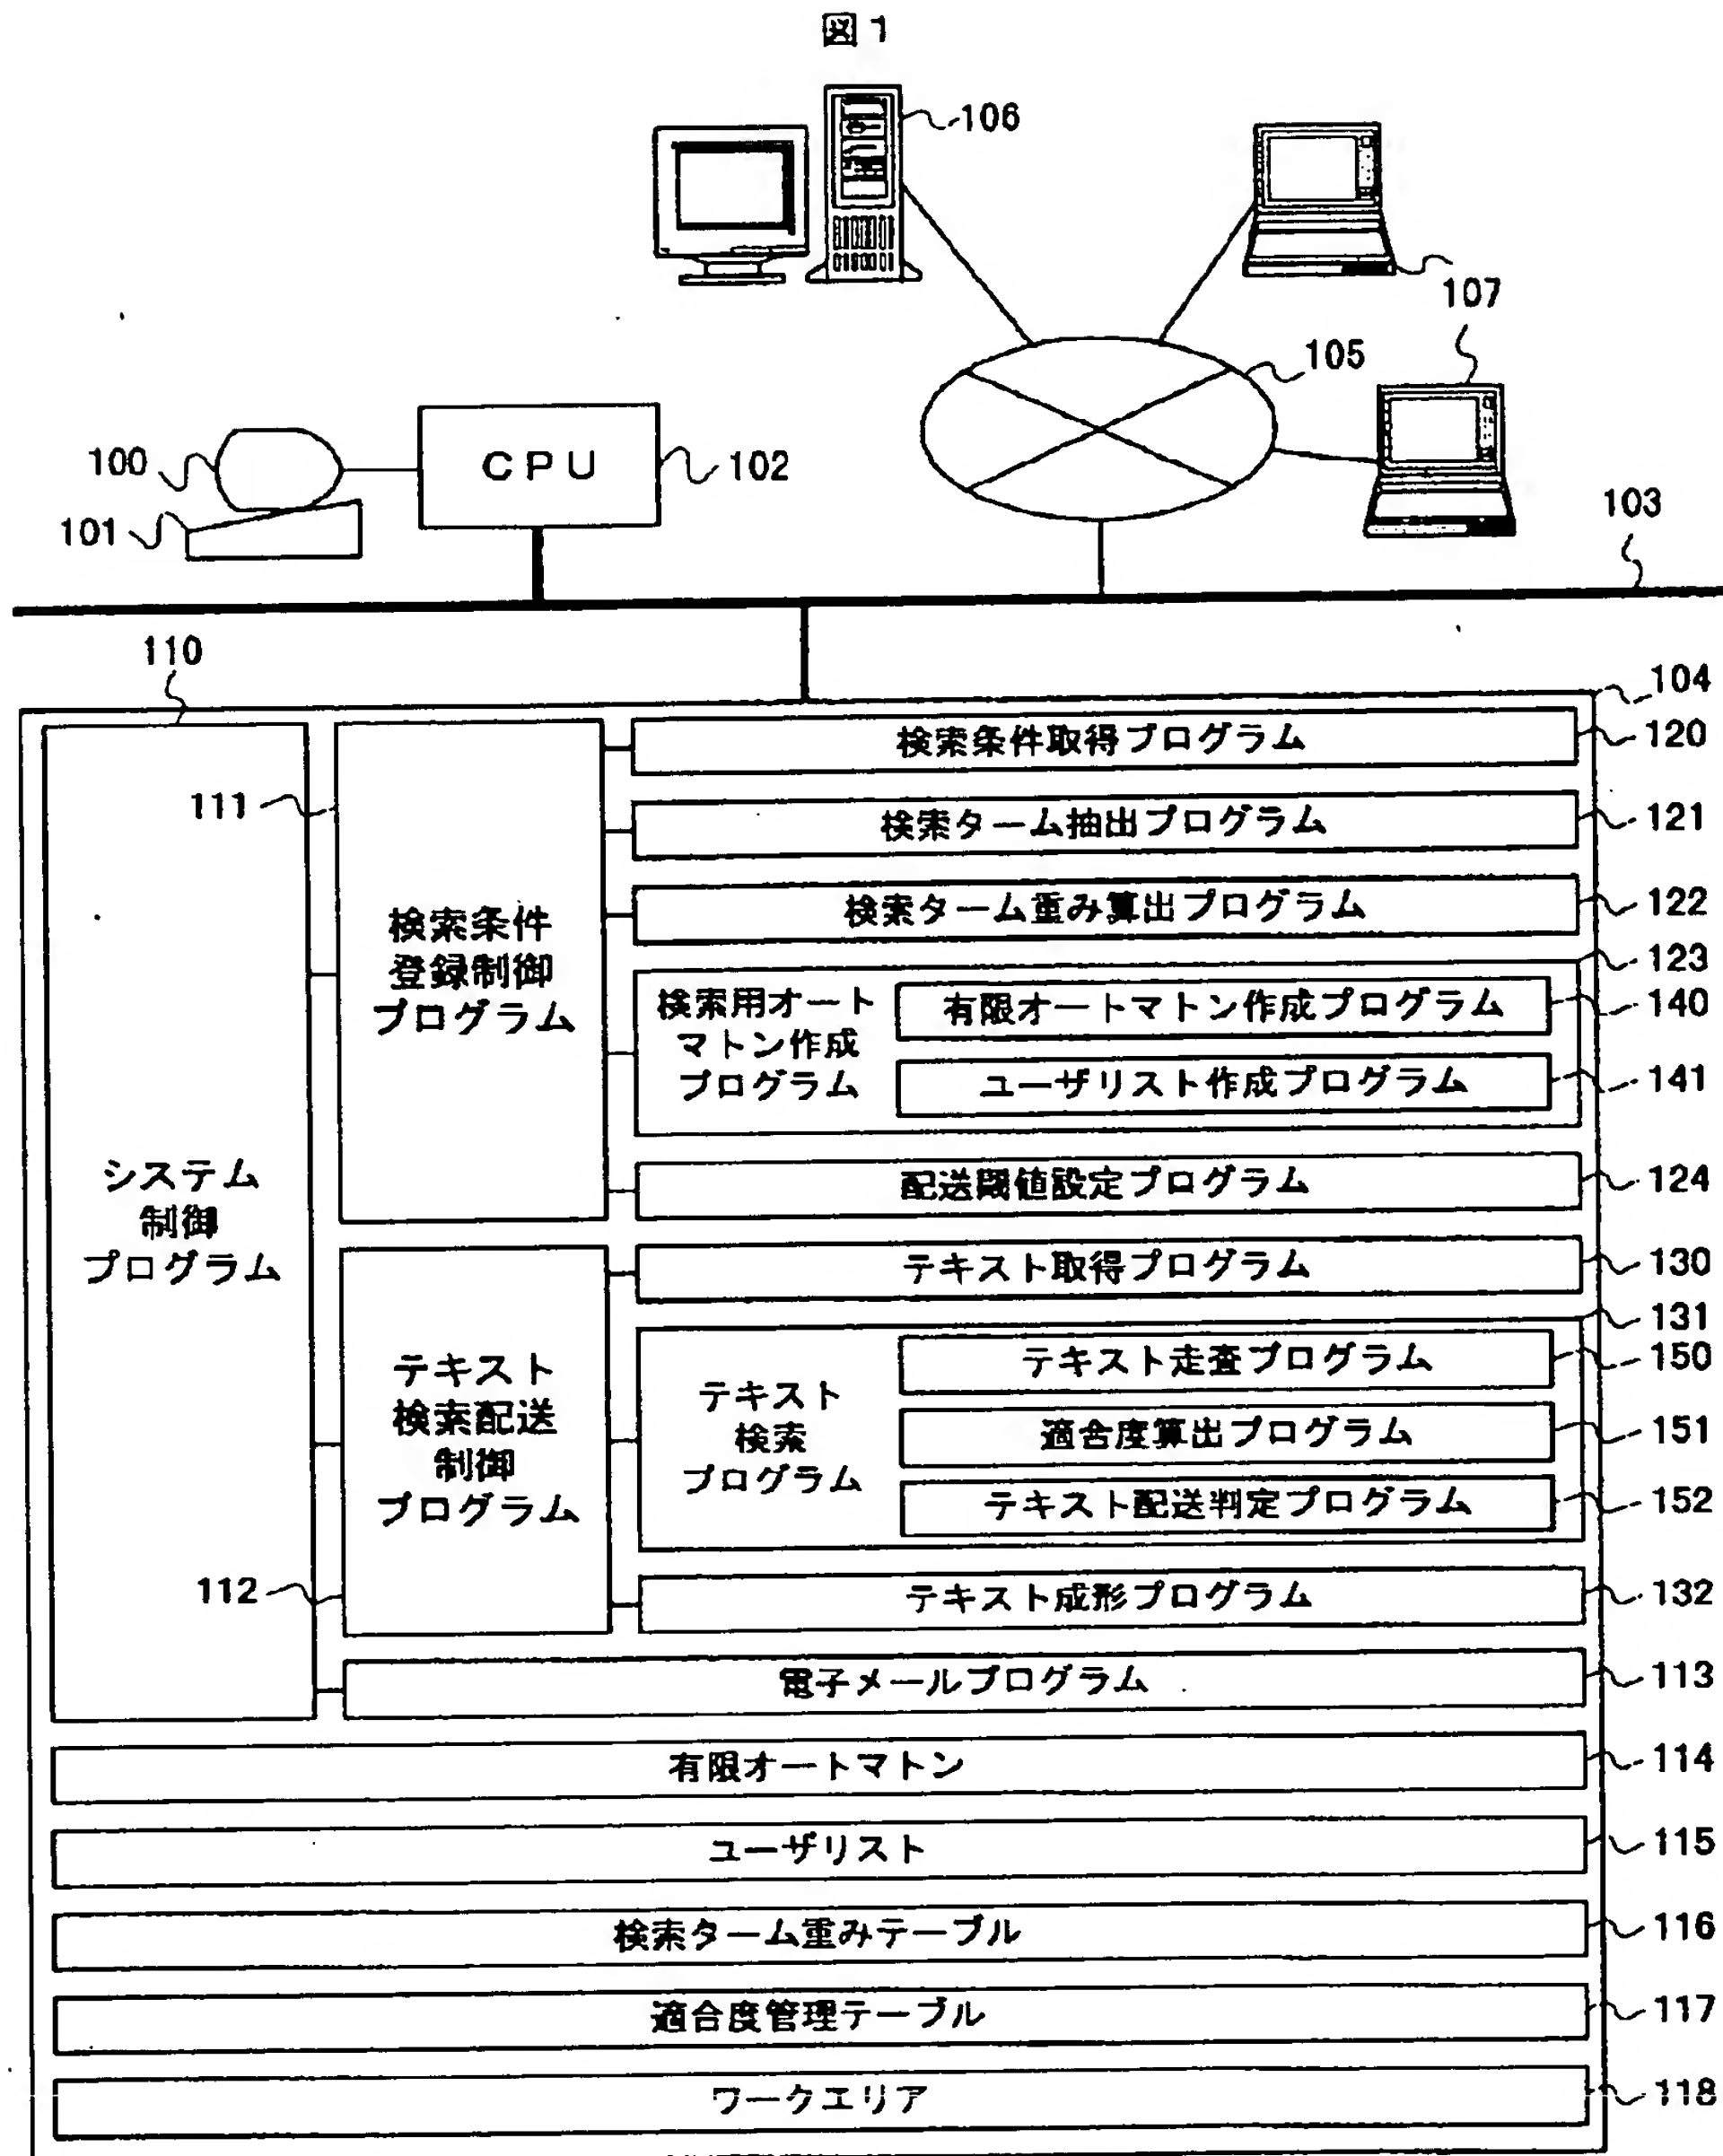 図1
106
107
105
100
CPU
102
101
103
110
104
検索条件取得プログラム
120
111
検索ターム抽出プログラム
121
検索ターム重み算出プログラム
122
検索条件
登録制御
プログラム
123
検索用オート
マトン作成
プログラム
有限オートマトン作成プログラム
140
ユーザリスト作成プログラム
141
システム
制御
プログラム
配送閾値設定プログラム
124
テキスト取得プログラム
130
131
テキスト
検索配送
制御
プログラム
テキスト
検索
プログラム
テキスト走査プログラム
150
適合度算出プログラム
151
テキスト配送判定プログラム
152
112
テキスト成形プログラム
132
電子メールプログラム
113
有限オートマトン
114
ユーザリスト
115
検索ターム重みテーブル
116
適合度管理テーブル
117
ワークエリア
118